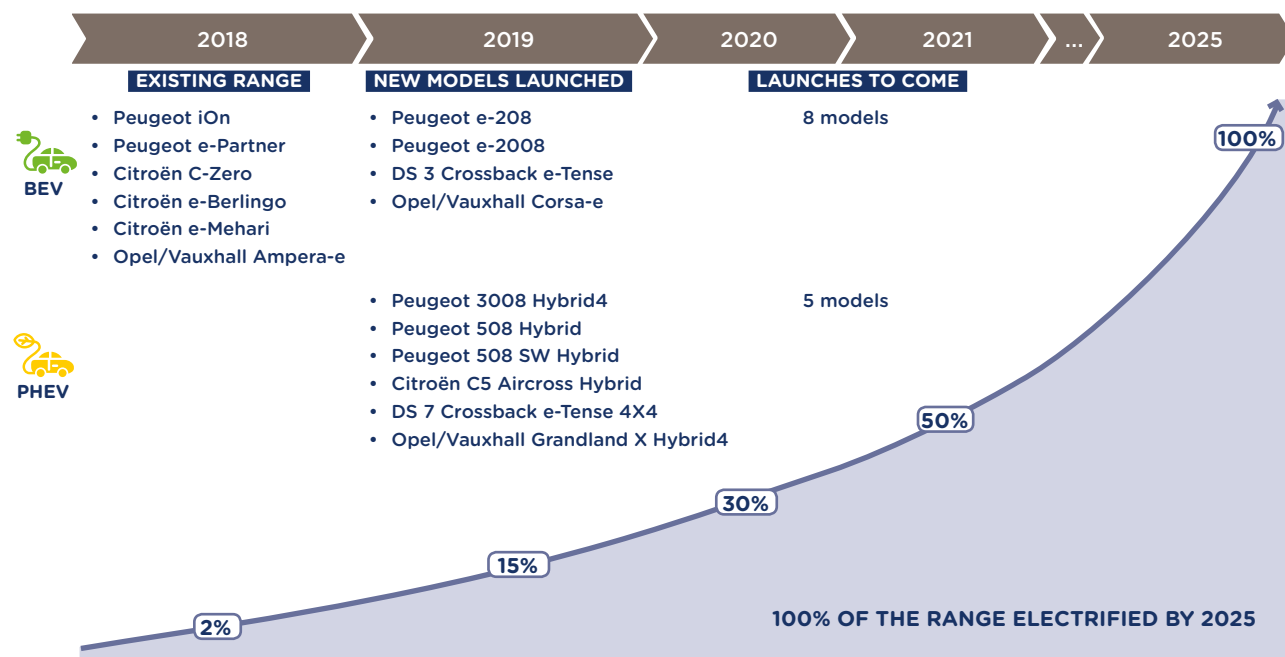 2018 2019 2020 2021 ... 2025
EXISTING RANGE NEW MODELS LAUNCHED LAUNCHES TO COME
BEV
• Peugeot iOn
• Peugeot e-Partner
• Citroën C-Zero
• Citroën e-Berlingo
• Citroën e-Mehari
• Opel/Vauxhall Ampera-e
• Peugeot e-208
• Peugeot e-2008
• DS 3 Crossback e-Tense
• Opel/Vauxhall Corsa-e
8 models
PHEV
• Peugeot 3008 Hybrid4
• Peugeot 508 Hybrid
• Peugeot 508 SW Hybrid
• Citroën C5 Aircross Hybrid
• DS 7 Crossback e-Tense 4X4
• Opel/Vauxhall Grandland X Hybrid4
5 models
2%
15%
30%
50%
100%
100% OF THE RANGE ELECTRIFIED BY 2025